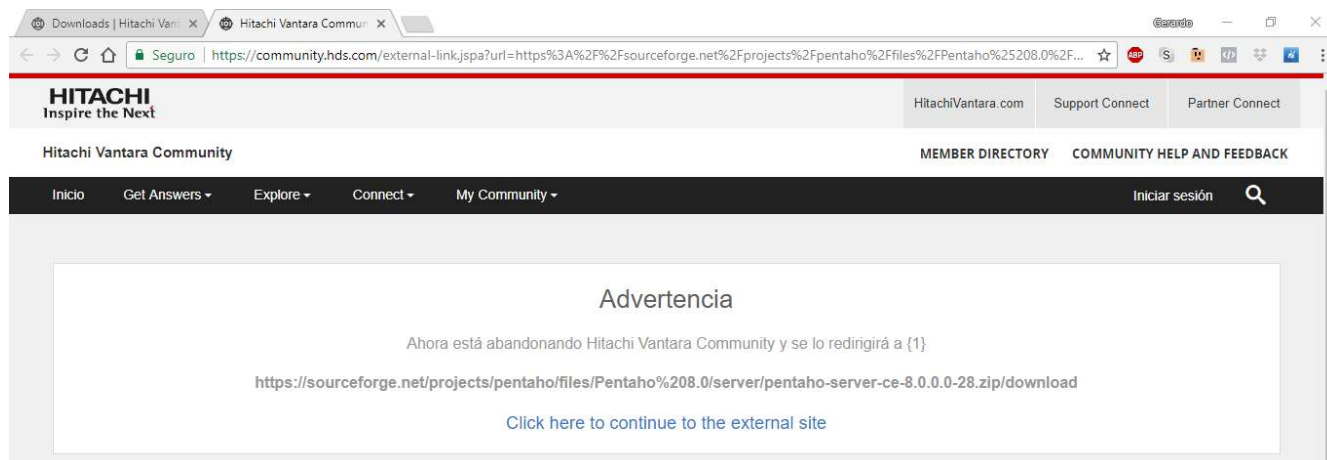 Downloads | Hitachi Van
Hitachi Vantara Commun
Gerardo
Seguro
https://community.hds.com/external-link.jspa?url=https%3A%2F%2Fsourceforge.net%2Fprojects%2Fpentaho%2Ffiles%2FPentaho%25208.0%2F...
ABP
S
HITACHI
Inspire the Next
HitachiVantara.com Support Connect Partner Connect
Hitachi Vantara Community
MEMBER DIRECTORY COMMUNITY HELP AND FEEDBACK
Inicio Get Answers Explore Connect My Community Iniciar sesión
Advertencia
Ahora está abandonando Hitachi Vantara Community y se lo redirigirá a {1}
https://sourceforge.net/projects/pentaho/files/Pentaho%208.0/server/pentaho-server-ce-8.0.0.0-28.zip/download
Click here to continue to the external site